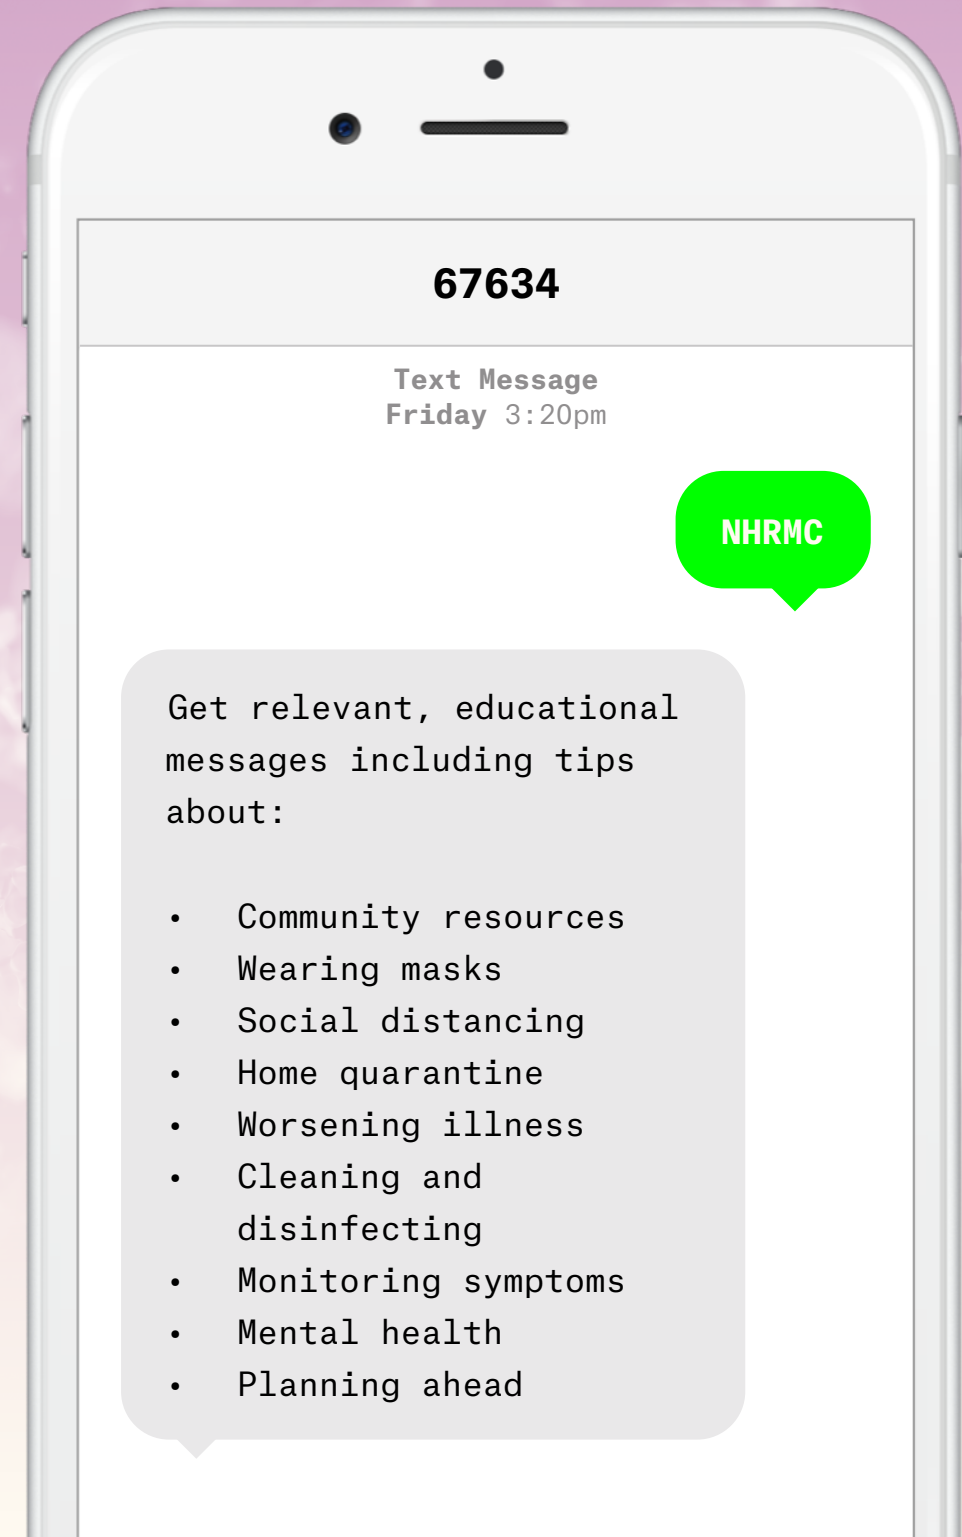 67634
Text Message
Friday 3:20pm
NHRMC
Get relevant, educational
messages including tips
about:
• Community resources
• Wearing masks
• Social distancing
• Home quarantine
• Worsening illness
• Cleaning and
disinfecting
• Monitoring symptoms
• Mental health
• Planning ahead